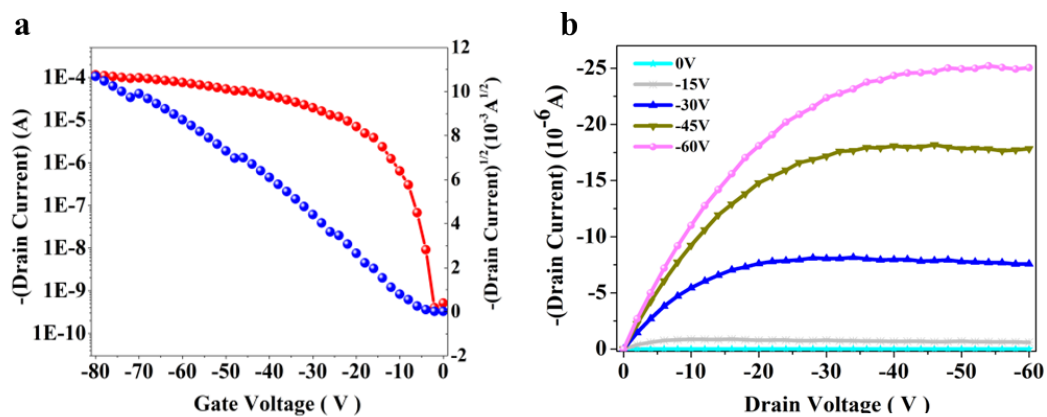 a
-(Drain Current) (A)
1E-4
1E-5
1E-6
1E-7
1E-8
1E-9
1E-10
-80 -70 -60 -50 -40 -30 -20 -10 0
Gate Voltage ( V )
12
10
8
6
4
2
0
-2
-(Drain Current)^1/2 (10^-3 A^1/2)
b
-(Drain Current) (10^-6 A)
-25
-20
-15
-10
-5
0
0V
-15V
-30V
-45V
-60V
0 -10 -20 -30 -40 -50 -60
Drain Voltage ( V )